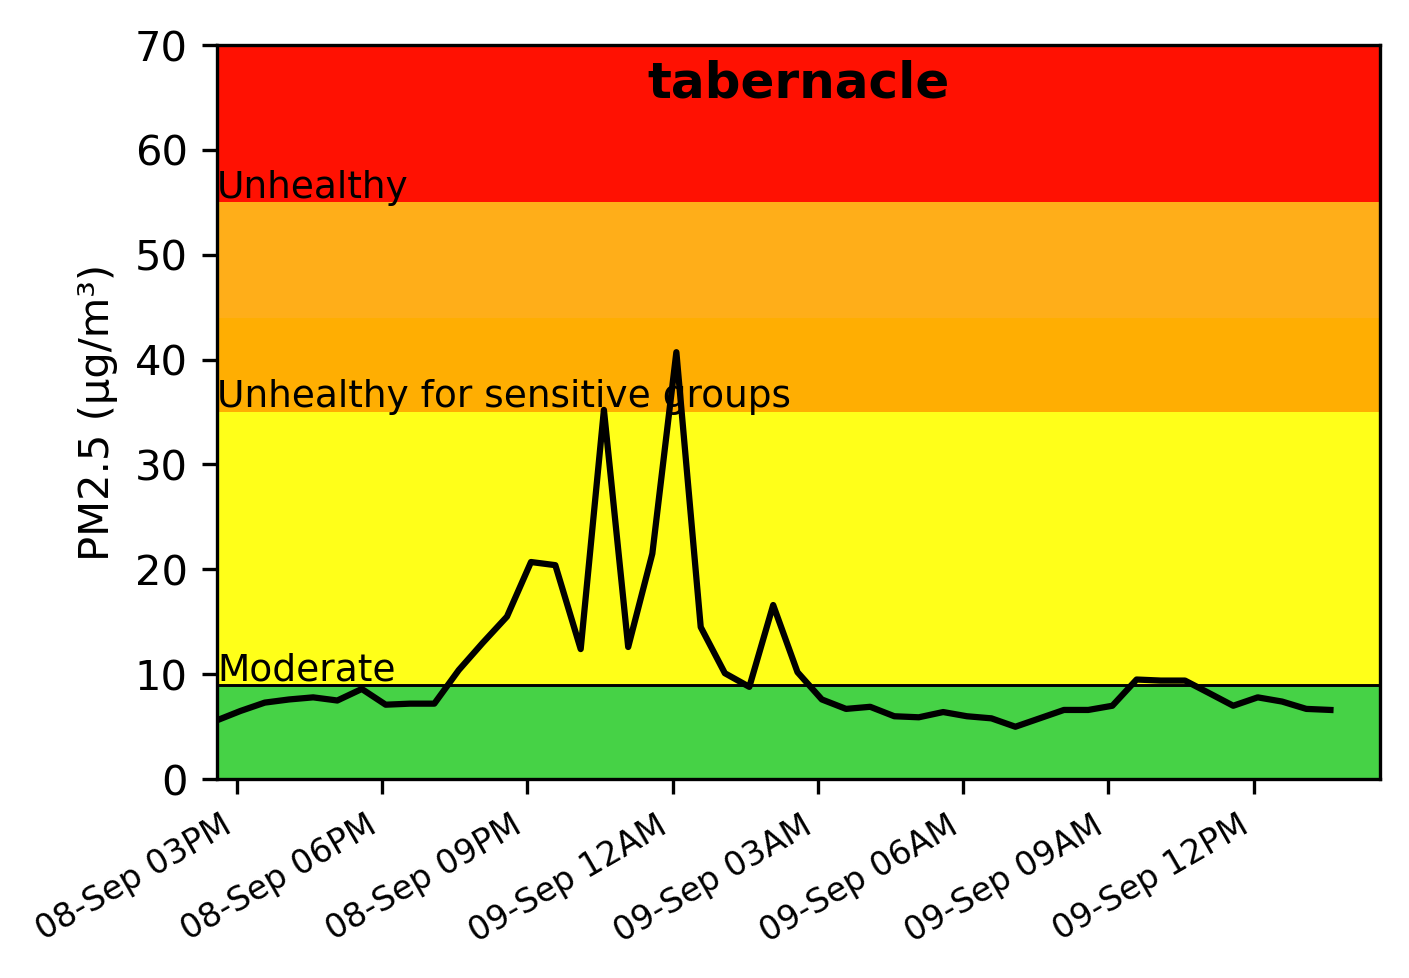 tabernacle
70
60
50
40
30
20
10
0
PM2.5 (µg/m³)
Unhealthy
Unhealthy for sensitive groups
Moderate
08-Sep 03PM
08-Sep 06PM
08-Sep 09PM
09-Sep 12AM
09-Sep 03AM
09-Sep 06AM
09-Sep 09AM
09-Sep 12PM